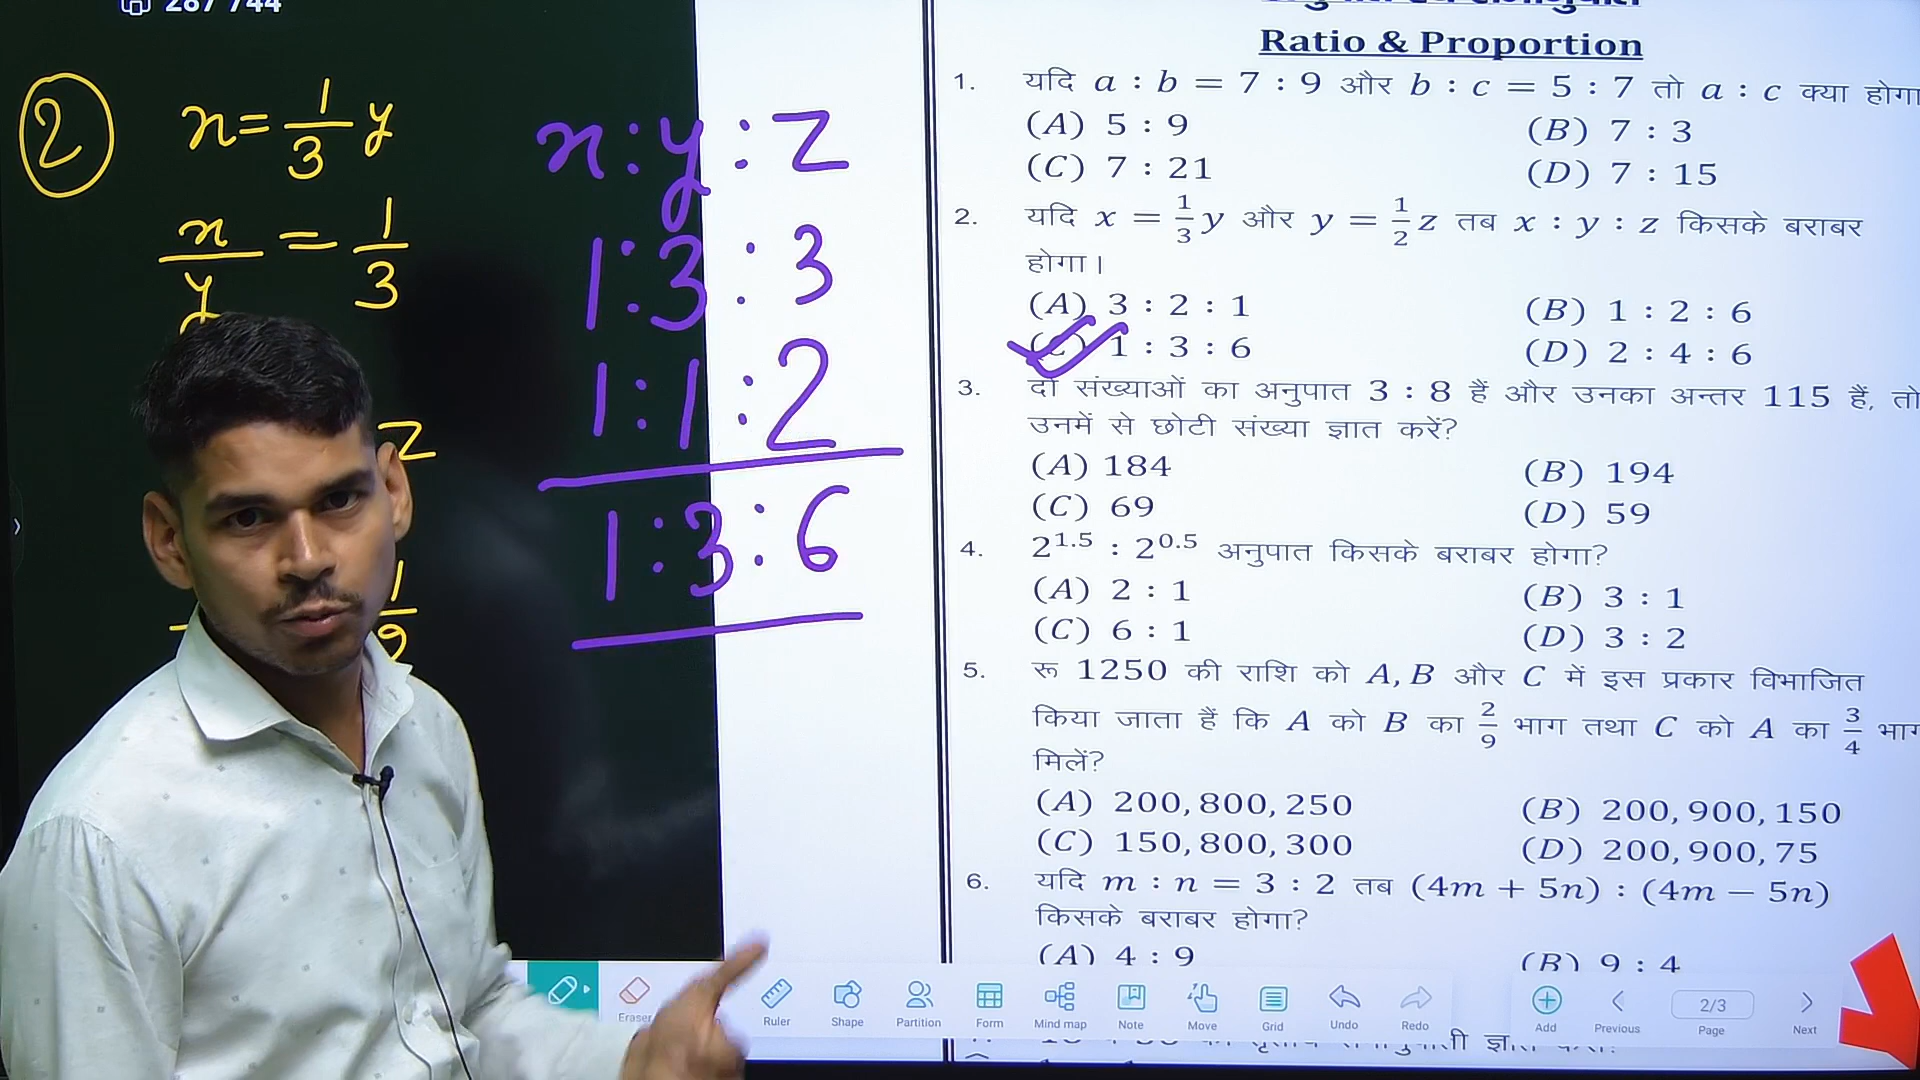 287 744
2
x = 1/3 y
x/y = 1/3
z
1
x : y : z
1 : 3 : 3
1 : 1 : 2
1 : 3 : 6
Ratio & Proportion
1. यदि a : b = 7 : 9 और b : c = 5 : 7 तो a : c क्या होगा
(A) 5 : 9 (B) 7 : 3
(C) 7 : 21 (D) 7 : 15
2. यदि x = 1/3 y और y = 1/2 z तब x : y : z किसके बराबर
होगा।
(A) 3 : 2 : 1 (B) 1 : 2 : 6
(C) 1 : 3 : 6 (D) 2 : 4 : 6
3. दो संख्याओं का अनुपात 3 : 8 हैं और उनका अन्तर 115 हैं, तो
उनमें से छोटी संख्या ज्ञात करें?
(A) 184 (B) 194
(C) 69 (D) 59
4. 2^1.5 : 2^0.5 अनुपात किसके बराबर होगा?
(A) 2 : 1 (B) 3 : 1
(C) 6 : 1 (D) 3 : 2
5. रू 1250 की राशि को A, B और C में इस प्रकार विभाजित
किया जाता हैं कि A को B का 2/9 भाग तथा C को A का 3/4 भाग
मिलें?
(A) 200, 800, 250 (B) 200, 900, 150
(C) 150, 800, 300 (D) 200, 900, 75
6. यदि m : n = 3 : 2 तब (4m + 5n) : (4m − 5n)
किसके बराबर होगा?
(A) 4 : 9 (B) 9 : 4
Eraser Ruler Shape Partition Form Mind map Note Move Grid Undo Redo Add Previous 2/3 Page Next